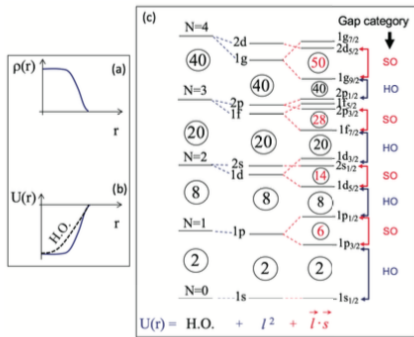 (a)
ρ(r)
r
(b)
U(r)
r
H.O.
(c)
Gap category
N=4
2d
1g
1g7/2
2d5/2
40
50
SO
1g9/2
40
40
HO
2p1/2
1f5/2
N=3
2p
1f
2p3/2
28
SO
1f7/2
20
20
20
HO
1d3/2
N=2
2s
1d
2s1/2
14
SO
1d5/2
8
8
8
HO
1p1/2
N=1
1p
6
SO
1p3/2
2
2
2
HO
N=0
1s
1s1/2
U(r) = H.O. + l² + l·s